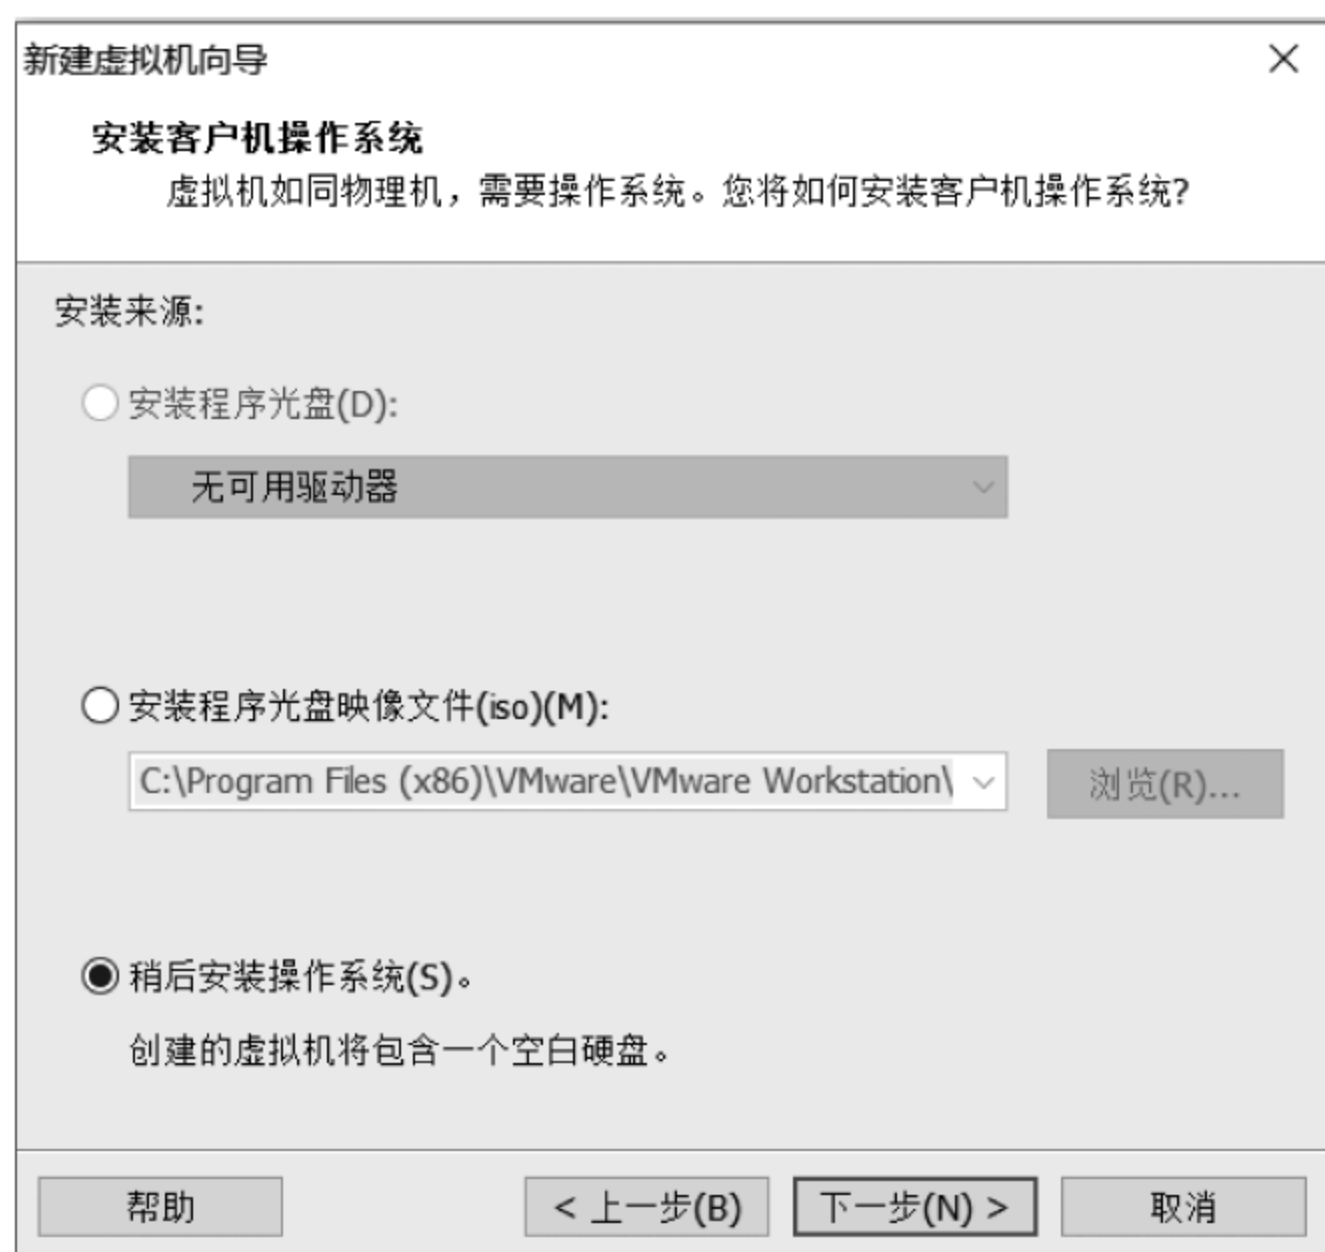 新建虚拟机向导
安装客户机操作系统
虚拟机如同物理机，需要操作系统。您将如何安装客户机操作系统?
安装来源:
安装程序光盘(D):
无可用驱动器
安装程序光盘映像文件(iso)(M):
C:\Program Files (x86)\VMware\VMware Workstation\
浏览(R)...
稍后安装操作系统(S)。
创建的虚拟机将包含一个空白硬盘。
帮助
< 上一步(B)
下一步(N) >
取消